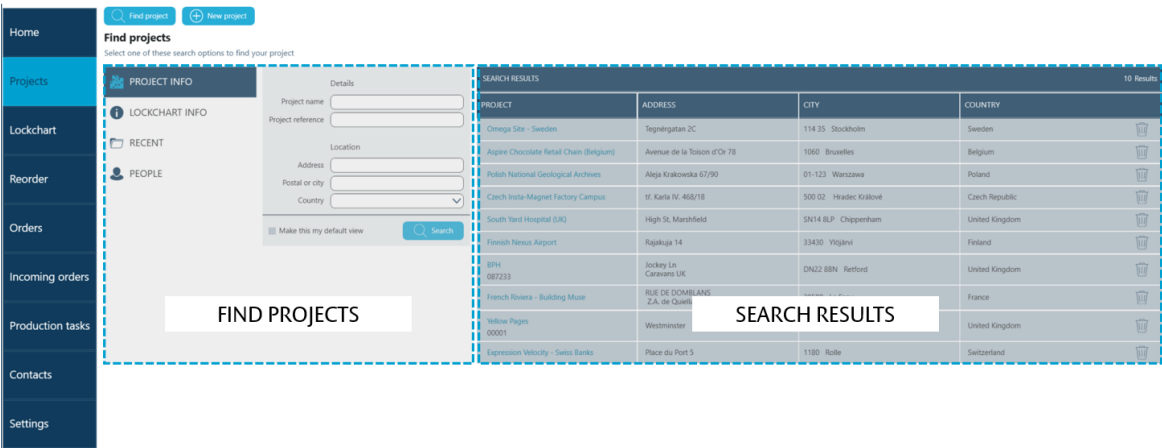 Find project
New project
Find projects
Select one of these search options to find your project
Home
Projects
Lockchart
Reorder
Orders
Incoming orders
Production tasks
Contacts
Settings
PROJECT INFO
LOCKCHART INFO
RECENT
PEOPLE
Details
Project name
Project reference
Location
Address
Postal or city
Country
Make this my default view
Search
FIND PROJECTS
SEARCH RESULTS 10 Results
PROJECT ADDRESS CITY COUNTRY
Omega Site - Sweden Tegnérgatan 2C 114 35 Stockholm Sweden
Aspire Chocolate Retail Chain (Belgium) Avenue de la Toison d'Or 78 1060 Bruxelles Belgium
Polish National Geological Archives Aleja Krakowska 67/90 01-123 Warszawa Poland
Czech Insta-Magnet Factory Campus tř. Karla IV. 468/18 500 02 Hradec Králové Czech Republic
South Yard Hospital (UK) High St, Marshfield SN14 8LP Chippenham United Kingdom
Finnish Nexus Airport Rajakuja 14 33430 Ylöjärvi Finland
BPH Jockey Ln DN22 8BN Retford United Kingdom
087233 Caravans UK
French Riviera - Building Muse RUE DE DOMBLANS France
Z.A. de
Yellow Pages Westminster United Kingdom
00001
Expression Velocity - Swiss Banks Place du Port 5 1180 Rolle Switzerland
SEARCH RESULTS